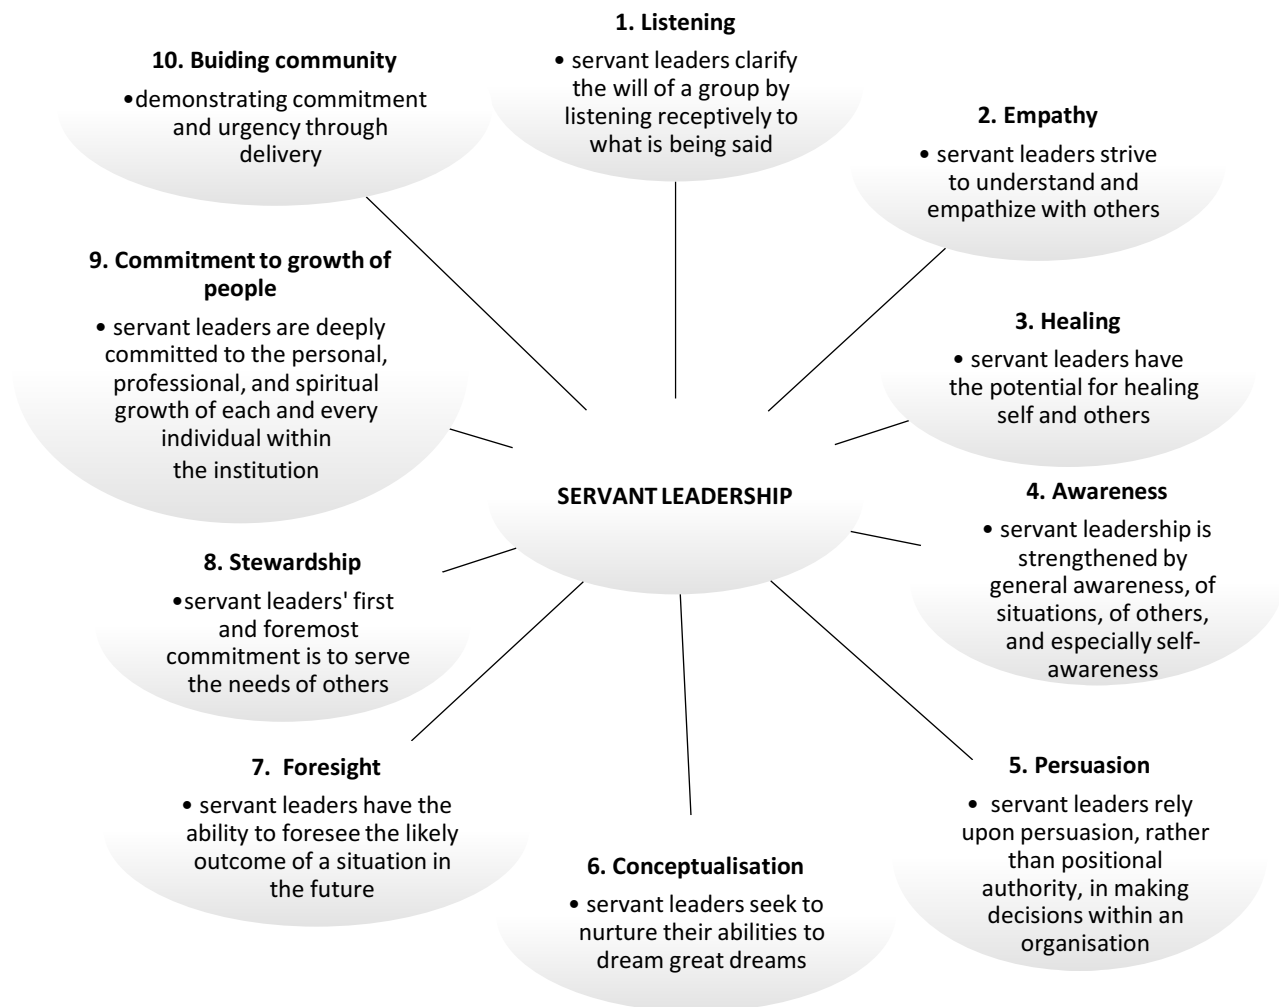 1. Listening
• servant leaders clarify
the will of a group by
listening receptively to
what is being said
2. Empathy
• servant leaders strive
to understand and
empathize with others
3. Healing
• servant leaders have
the potential for healing
self and others
4. Awareness
• servant leadership is
strengthened by
general awareness, of
situations, of others,
and especially self-
awareness
5. Persuasion
• servant leaders rely
upon persuasion, rather
than positional
authority, in making
decisions within an
organisation
6. Conceptualisation
• servant leaders seek to
nurture their abilities to
dream great dreams
7. Foresight
• servant leaders have the
ability to foresee the likely
outcome of a situation in
the future
8. Stewardship
•servant leaders' first
and foremost
commitment is to serve
the needs of others
9. Commitment to growth of
people
• servant leaders are deeply
committed to the personal,
professional, and spiritual
growth of each and every
individual within
the institution
10. Buiding community
•demonstrating commitment
and urgency through
delivery
SERVANT LEADERSHIP